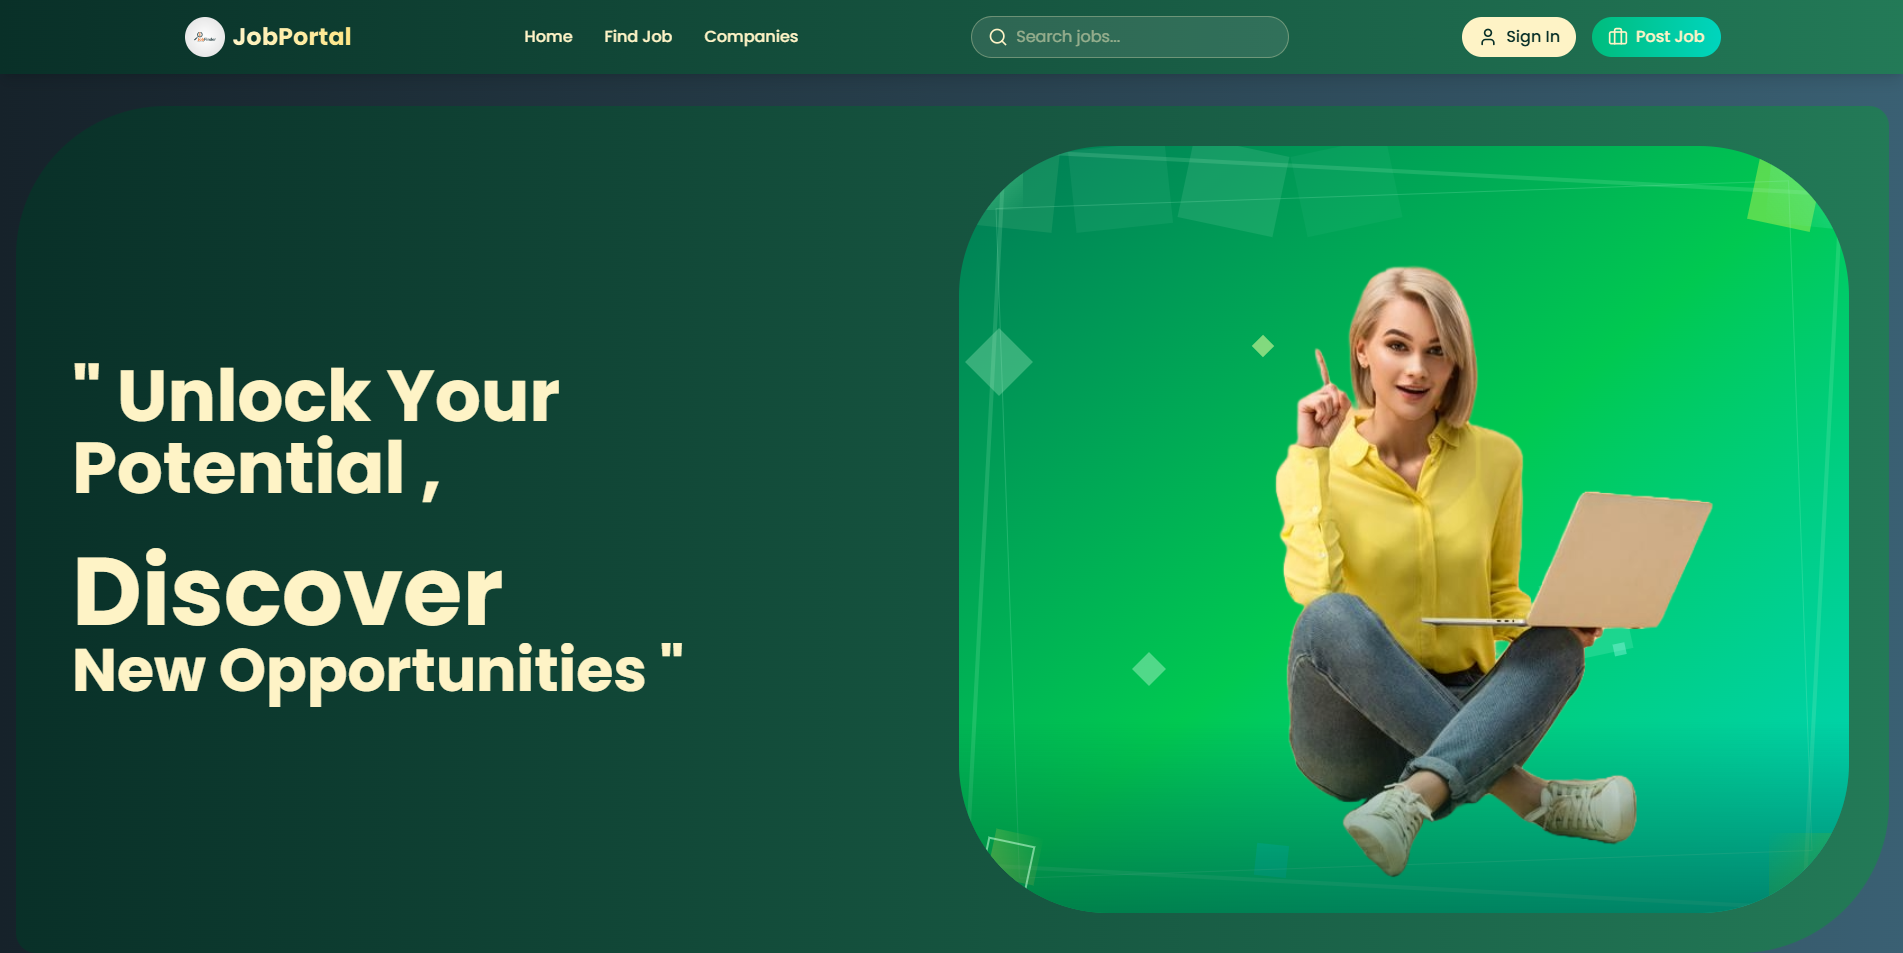 JobPortal
Home
Find Job
Companies
Search jobs...
Sign In
Post Job
" Unlock Your
Potential ,
Discover
New Opportunities "